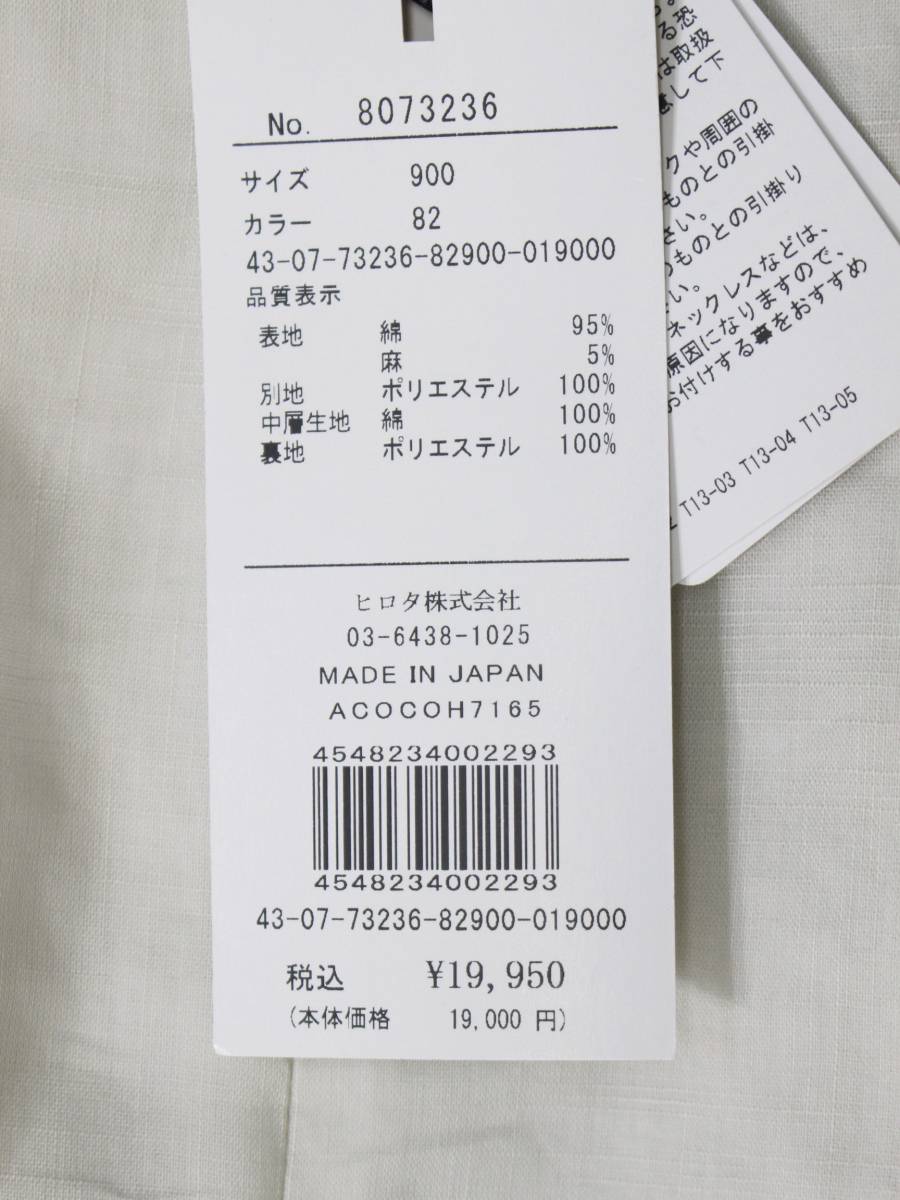 No. 8073236
サイズ 900
カラー 82
43-07-73236-82900-019000
品質表示
表地 綿 95%
麻 5%
別地 ポリエステル 100%
中層生地 綿 100%
裏地 ポリエステル 100%
ヒロタ株式会社
03-6438-1025
MADE IN JAPAN
ACOCOH7165
4548234002293
4548234002293
43-07-73236-82900-019000
税込 ¥19,950
(本体価格 19,000 円)
る恐
は取扱
意して下
クや周囲の
ものとの引掛
さい。
のものとの引掛り
い。
ネックレスなどは、
原因になりますので、
お付けする事をおすすめ
T13-03 T13-04 T13-05